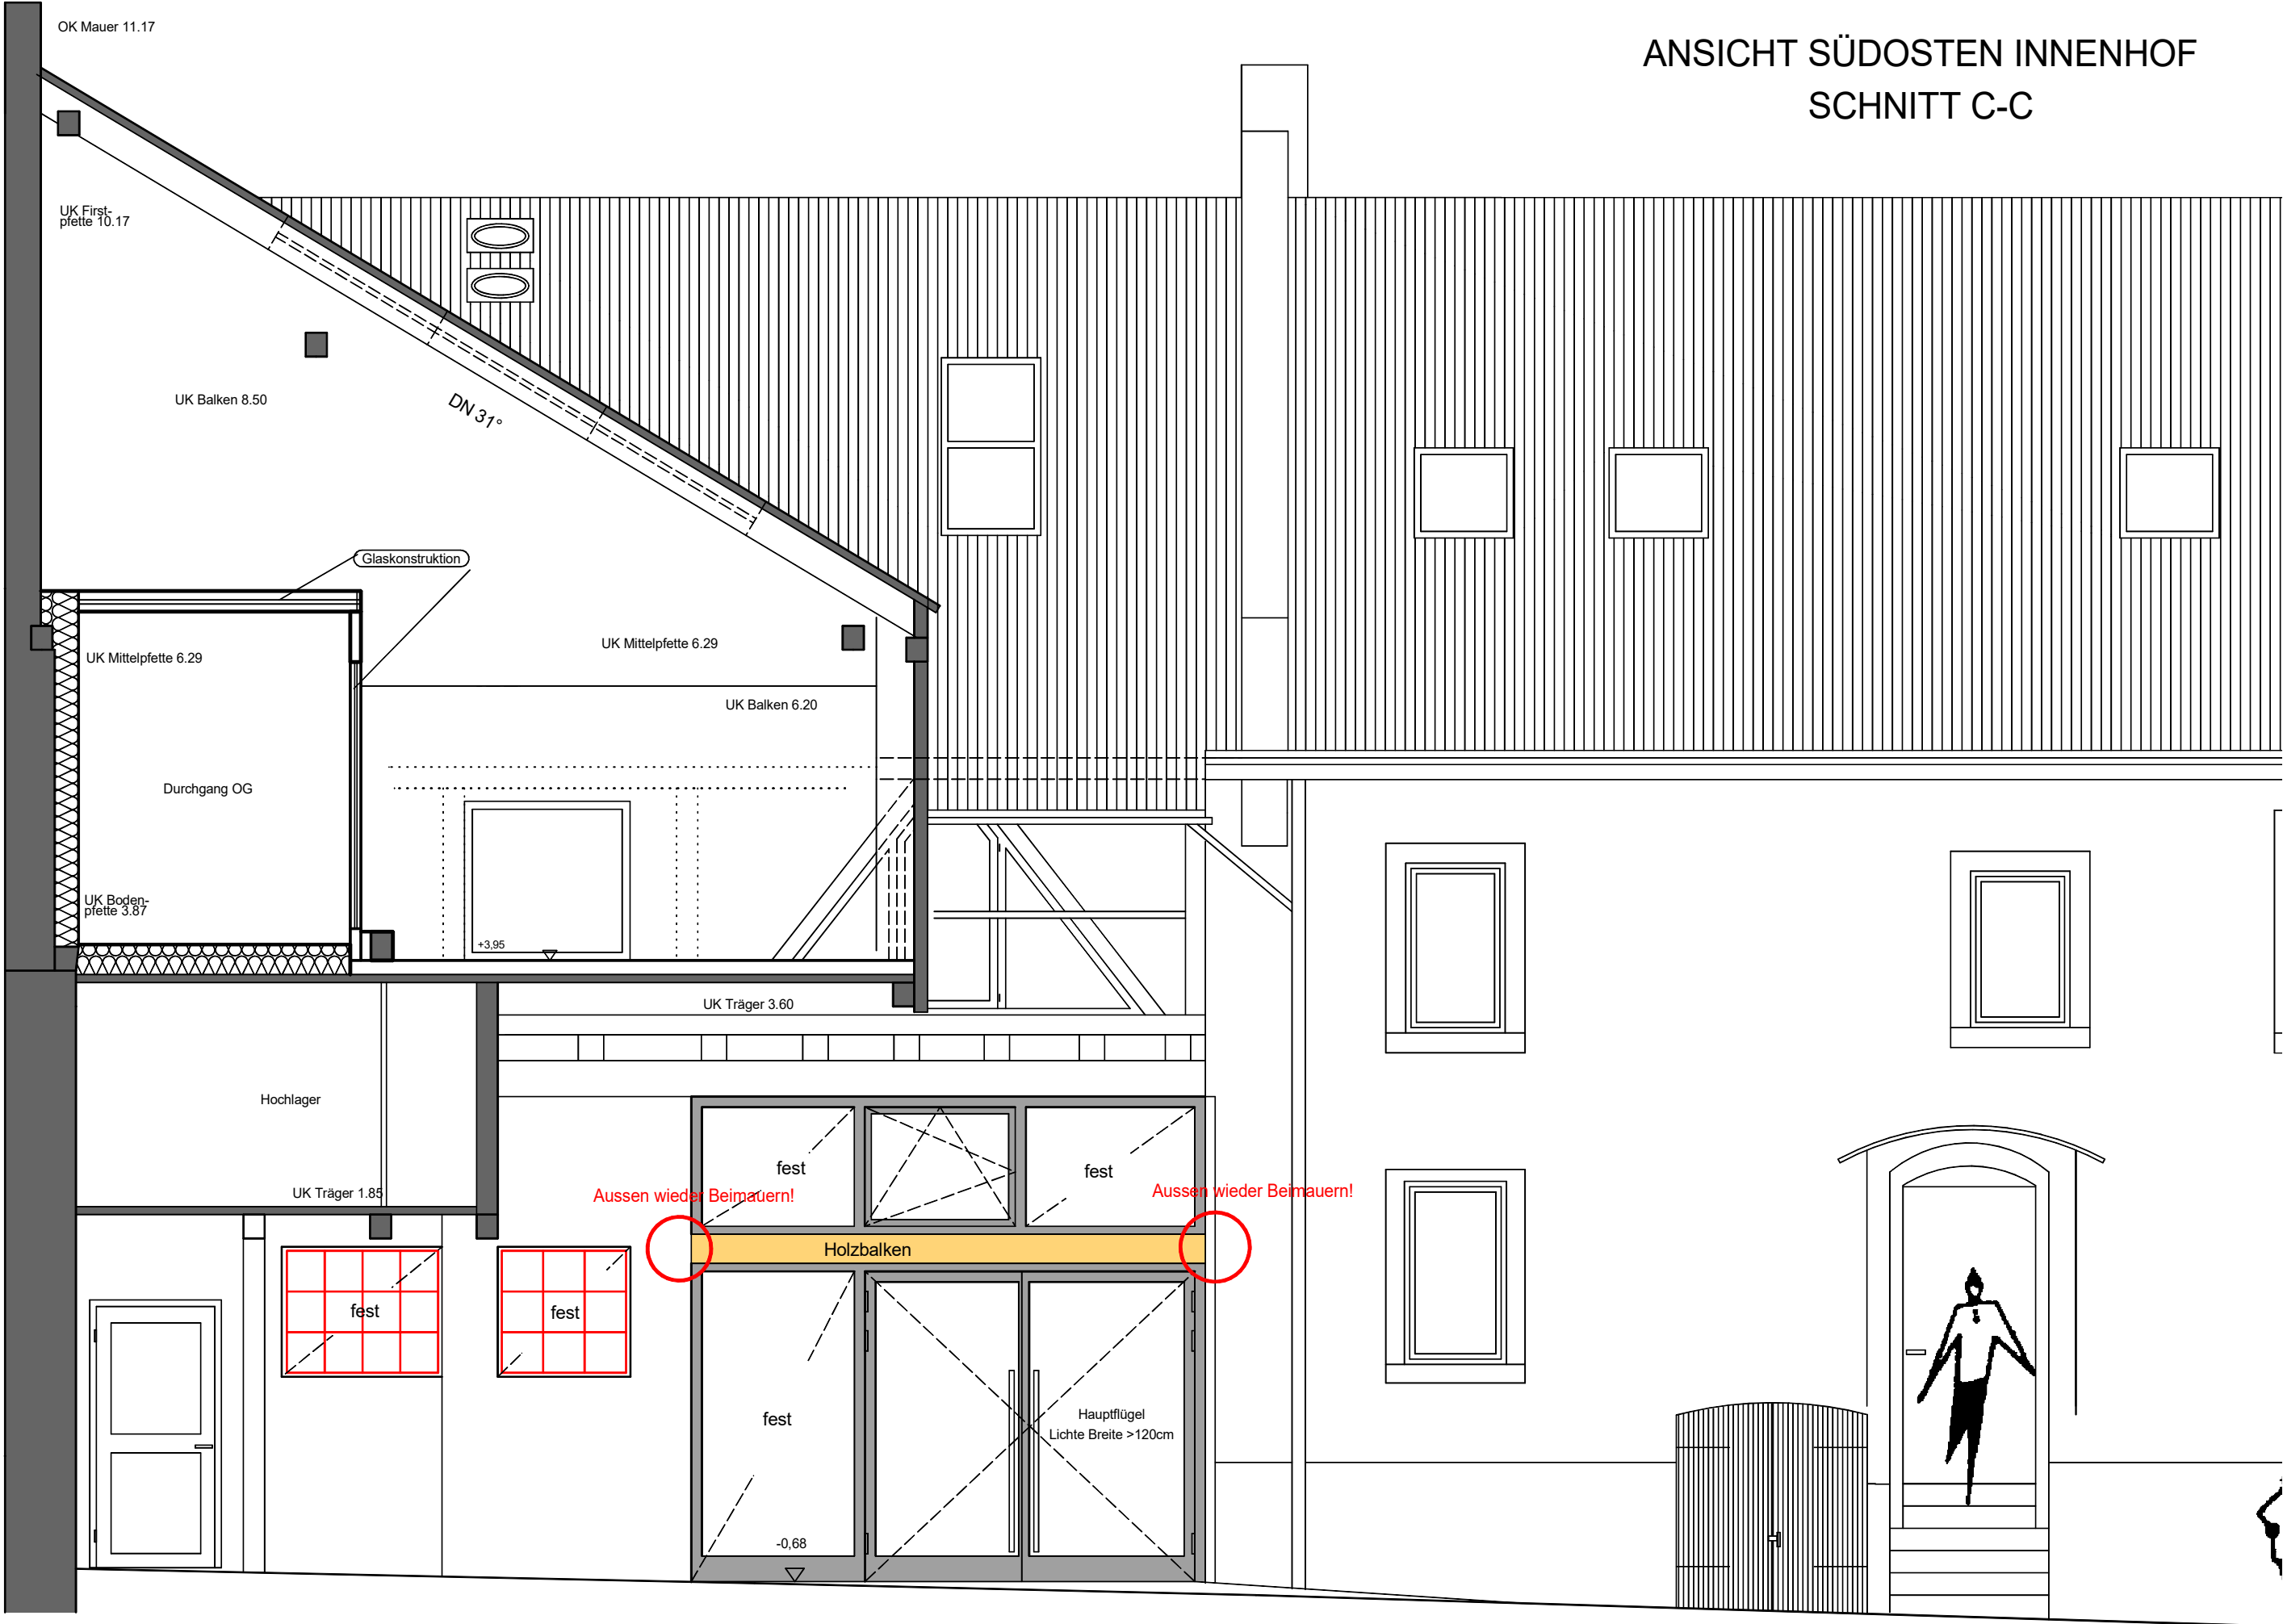 OK Mauer 11.17
ANSICHT SÜDOSTEN INNENHOF
SCHNITT C-C
UK First-
pfette 10.17
UK Balken 8.50
DN 31°
Glaskonstruktion
UK Mittelpfette 6.29
UK Mittelpfette 6.29
UK Balken 6.20
Durchgang OG
UK Boden-
pfette 3.87
+3,95
UK Träger 3.60
Hochlager
UK Träger 1.85
fest
fest
Aussen wieder Beimauern!
Aussen wieder Beimauern!
Holzbalken
fest
fest
fest
Hauptflügel
Lichte Breite >120cm
-0,68